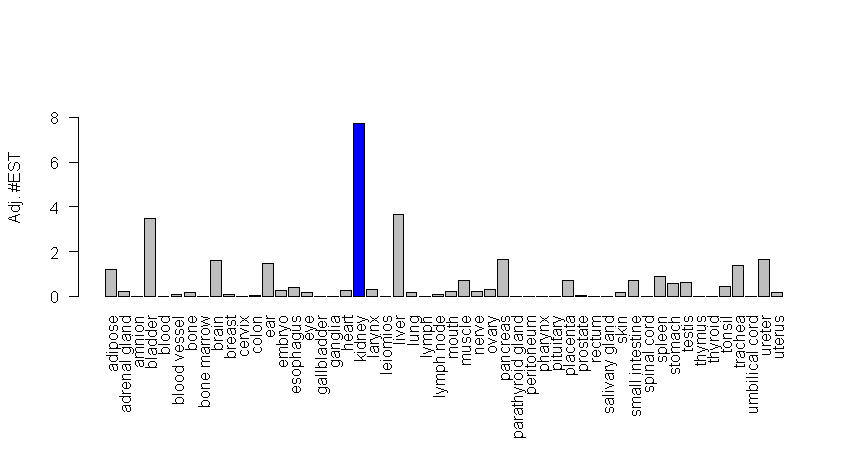 Adj. #EST
8
6
4
2
0
adipose
adrenal gland
amnion
bladder
blood
blood vessel
bone
bone marrow
brain
breast
cervix
colon
ear
embryo
esophagus
eye
gallbladder
ganglia
heart
kidney
larynx
leiomios
liver
lung
lymph
lymph node
mouth
muscle
nerve
ovary
pancreas
parathyroid gland
peritoneum
pharynx
pituitary
placenta
prostate
rectum
salivary gland
skin
small intestine
spinal cord
spleen
stomach
testis
thymus
thyroid
tonsil
trachea
umbilical cord
ureter
uterus